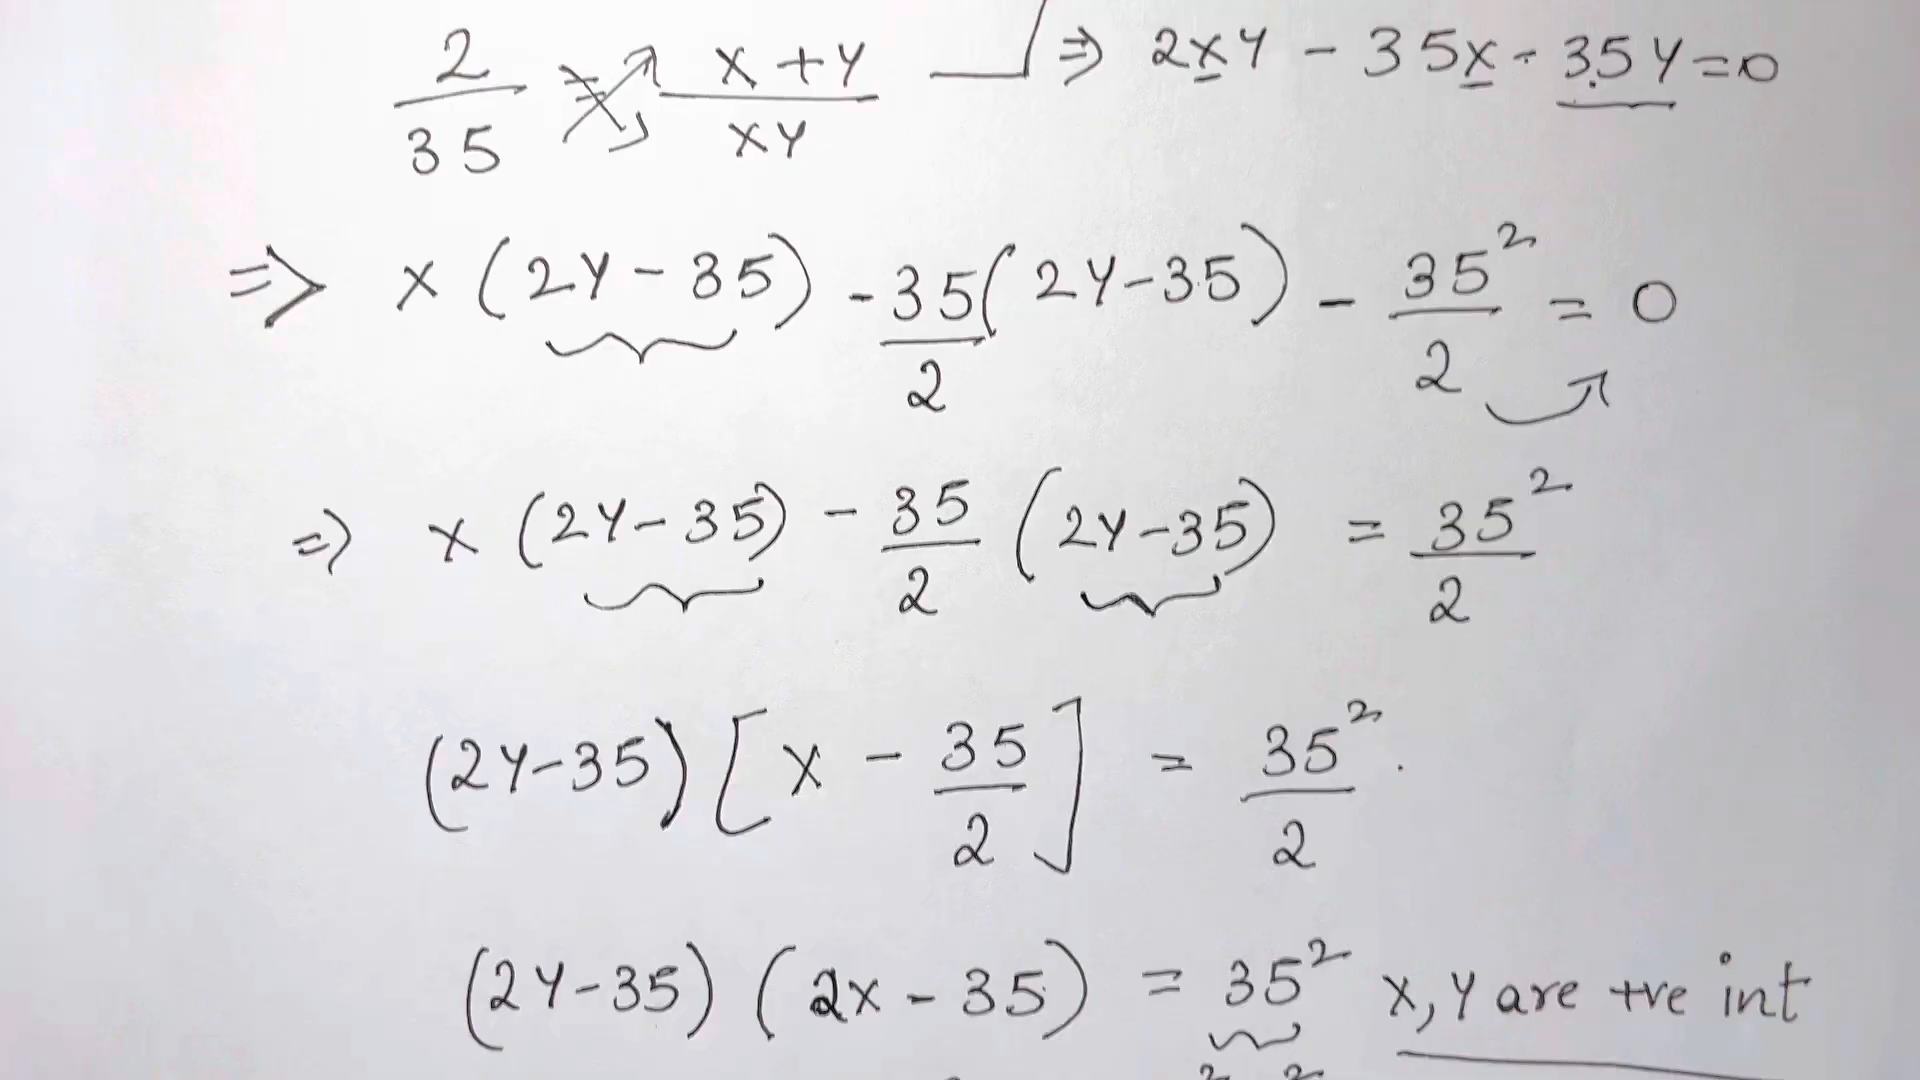 2/35 = (x+y)/xy ⇒ 2xy - 35x - 35y = 0
⇒ x(2y-35) - 35/2 (2y-35) - 35²/2 = 0
⇒ x(2y-35) - 35/2 (2y-35) = 35²/2
(2y-35) [x - 35/2] = 35²/2.
(2y-35) (2x-35) = 35² x, y are +ve int